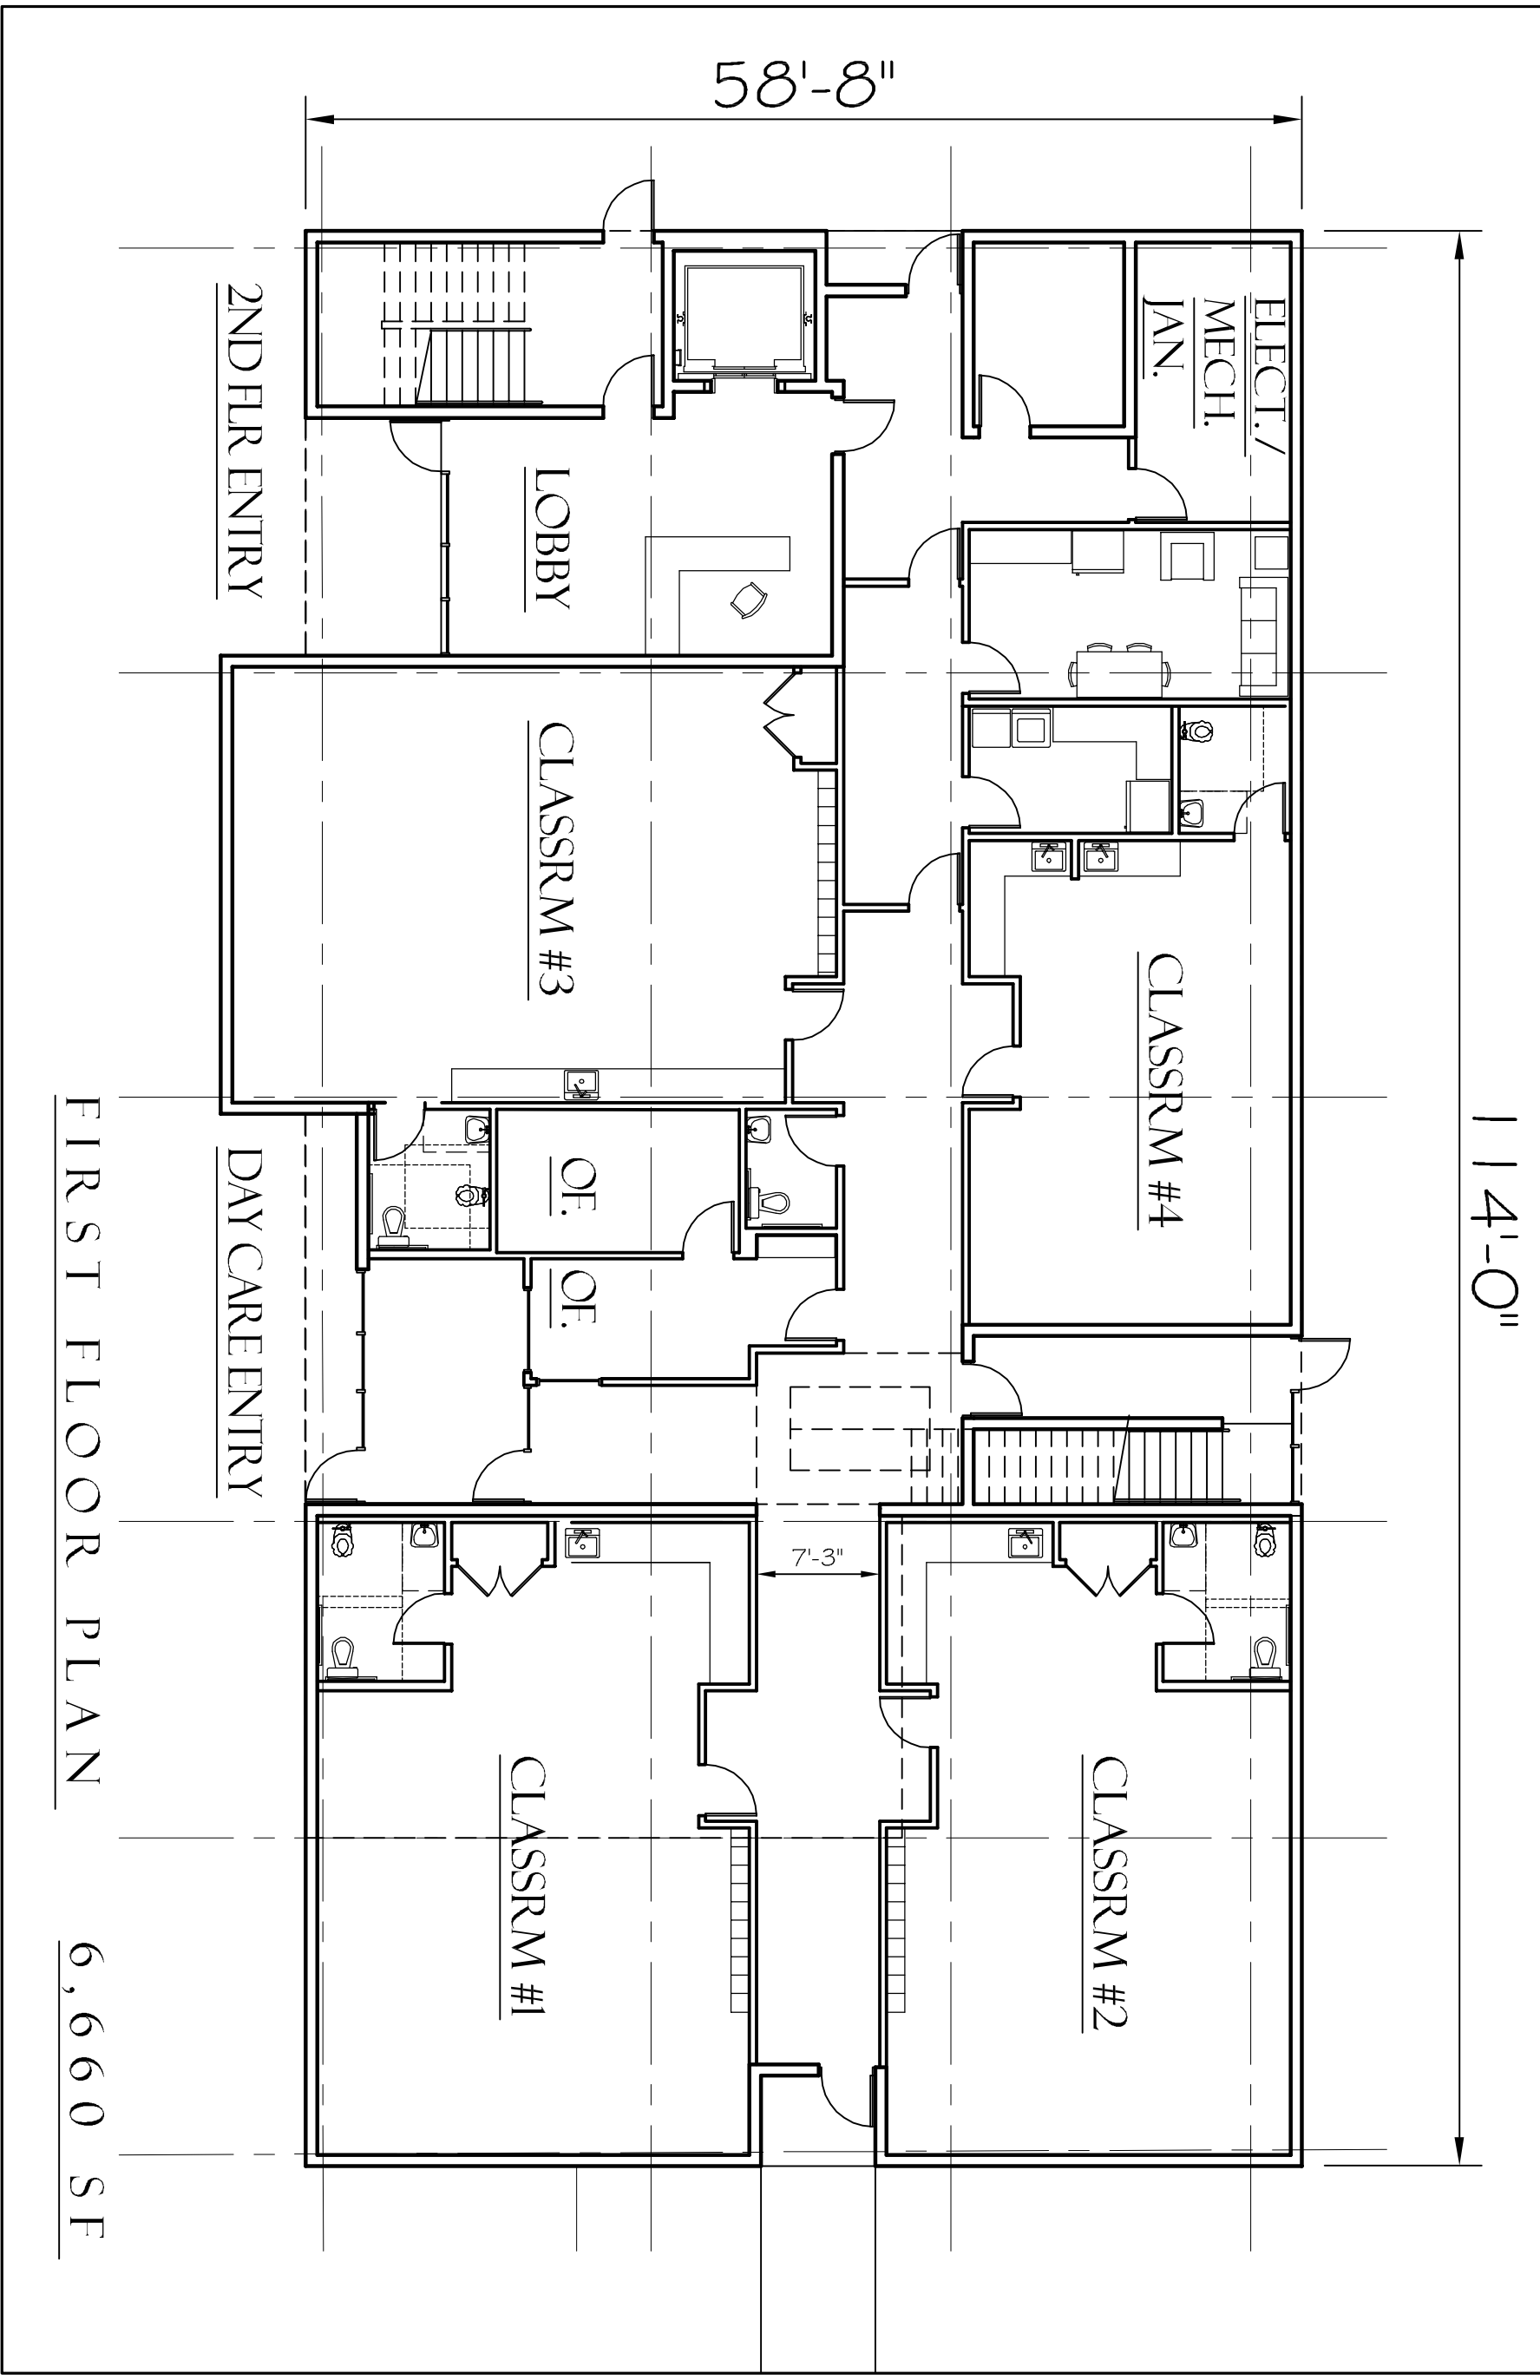 58'-8"
114'-0"
ELECT. /
MECH.
JAN.
LOBBY
2ND FLR ENTRY
CLASSRM #3
CLASSRM #4
OF.
OF.
DAY CARE ENTRY
7'-3"
CLASSRM #2
CLASSRM #1
FIRST FLOOR PLAN
6,660 SF